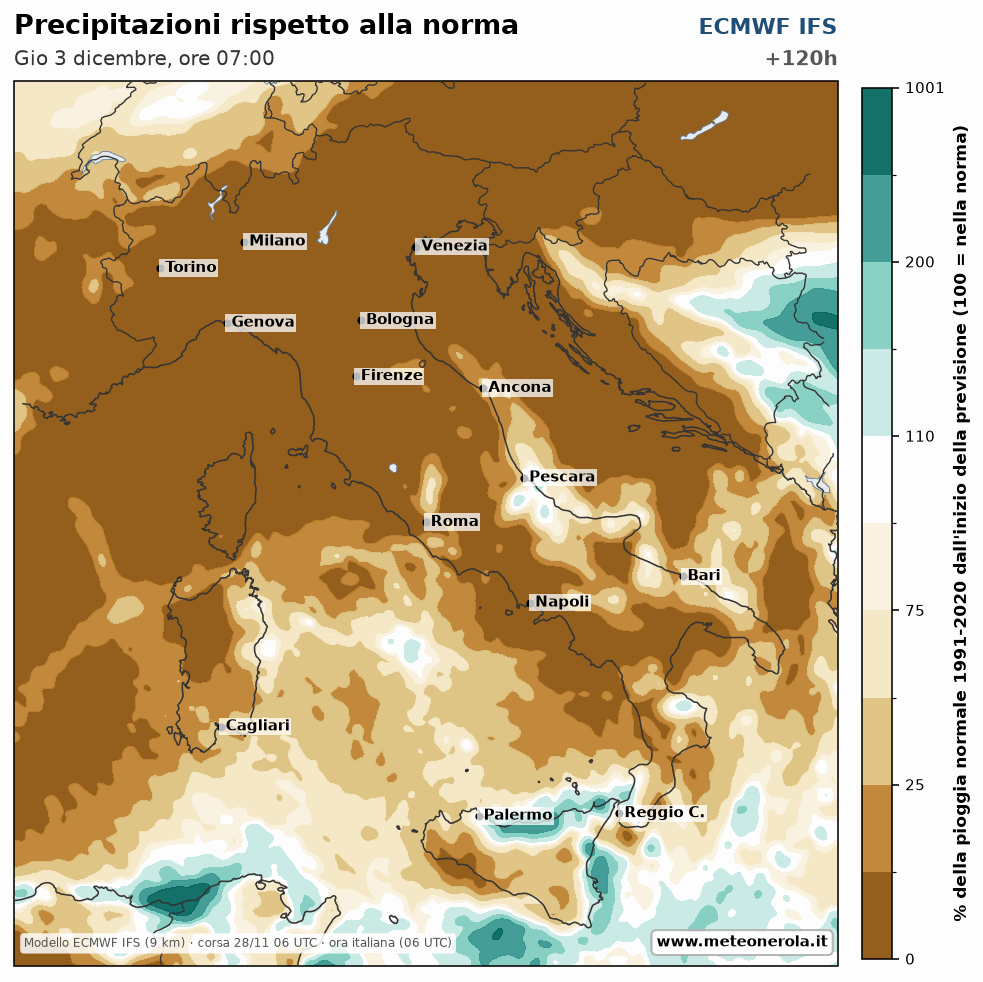 Precipitazioni rispetto alla norma
ECMWF IFS
Gio 3 dicembre, ore 07:00
+120h
Milano
Venezia
Torino
Genova
Bologna
Firenze
Ancona
Pescara
Roma
Bari
Napoli
Cagliari
Palermo
Reggio C.
Modello ECMWF IFS (9 km) · corsa 28/11 06 UTC · ora italiana (06 UTC)
www.meteonerola.it
1001
200
110
75
25
0
% della pioggia normale 1991-2020 dall'inizio della previsione (100 = nella norma)